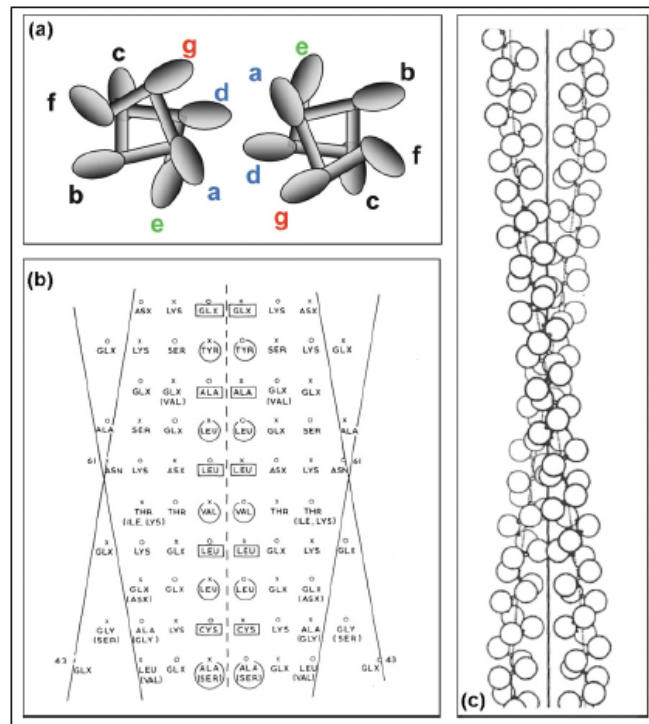 (a)
c g e b
f d a
b a d f
e g c
(b)
ASX LYS GLX GLX LYS ASX
GLX LYS SER TYR TYR SER LYS GLX
GLX GLX ALA ALA GLX GLX
(VAL) (VAL)
ALA SER GLX LEU LEU GLX SER ALA
61 61
ASN LYS ASX LEU LEU ASX LYS ASN
THR THR VAL VAL THR THR
(ILE, LYS) (ILE, LYS)
GLX LYS GLX LEU LEU GLX LYS GLX
GLX GLX LEU LEU GLX GLX
(ASX) (ASX)
GLY ALA LYS CYS CYS LYS ALA GLY
(SER) (GLY) (GLY) (SER)
43 43
GLX LEU GLX ALA ALA GLX LEU GLX
(VAL) (SER) (SER) (VAL)
(c)